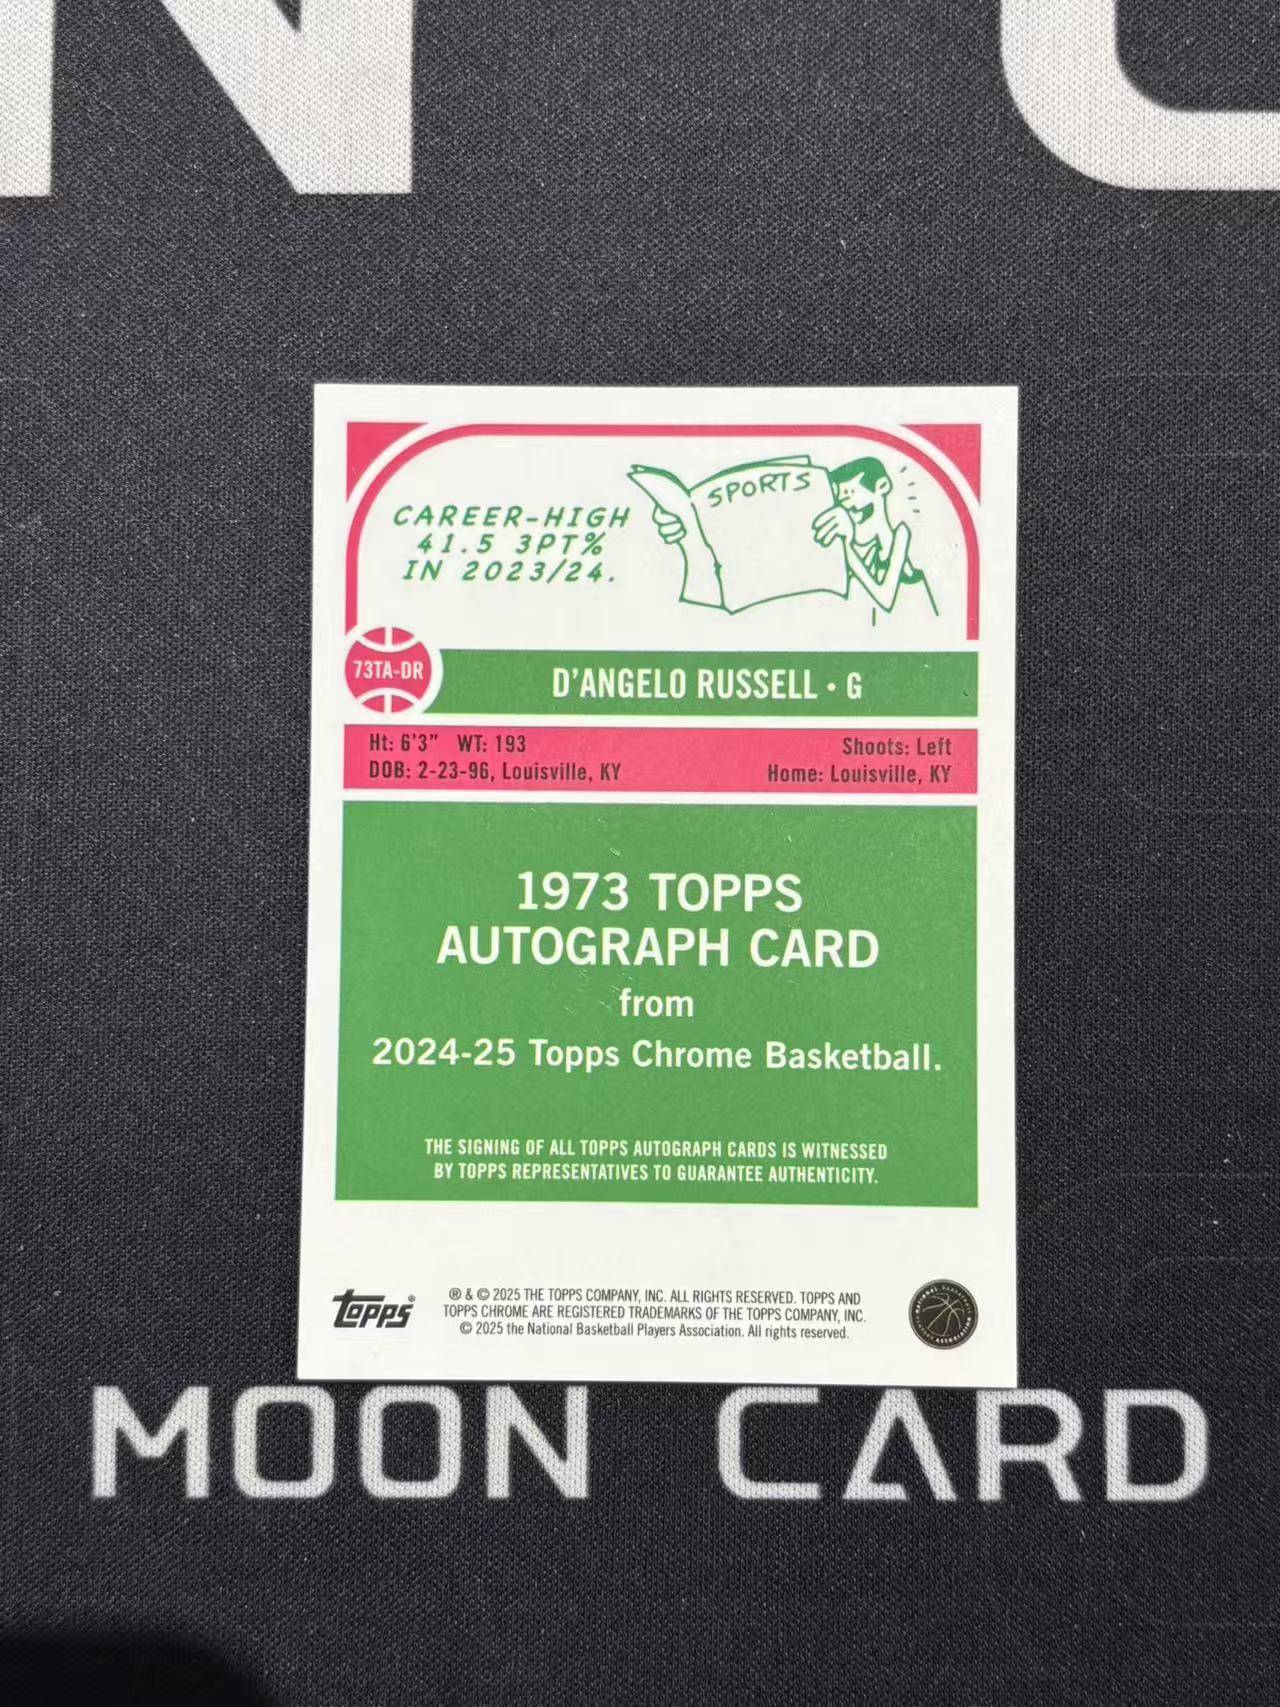 SPORTS
CAREER-HIGH
41.5 3PT%
IN 2023/24.
73TA-DR
D'ANGELO RUSSELL • G
Ht: 6'3" WT: 193
Shoots: Left
DOB: 2-23-96, Louisville, KY
Home: Louisville, KY
1973 TOPPS
AUTOGRAPH CARD
from
2024-25 Topps Chrome Basketball.
THE SIGNING OF ALL TOPPS AUTOGRAPH CARDS IS WITNESSED
BY TOPPS REPRESENTATIVES TO GUARANTEE AUTHENTICITY.
topps®
® & © 2025 THE TOPPS COMPANY, INC. ALL RIGHTS RESERVED. TOPPS AND
TOPPS CHROME ARE REGISTERED TRADEMARKS OF THE TOPPS COMPANY, INC.
© 2025 the National Basketball Players Association. All rights reserved.
MOON CARD